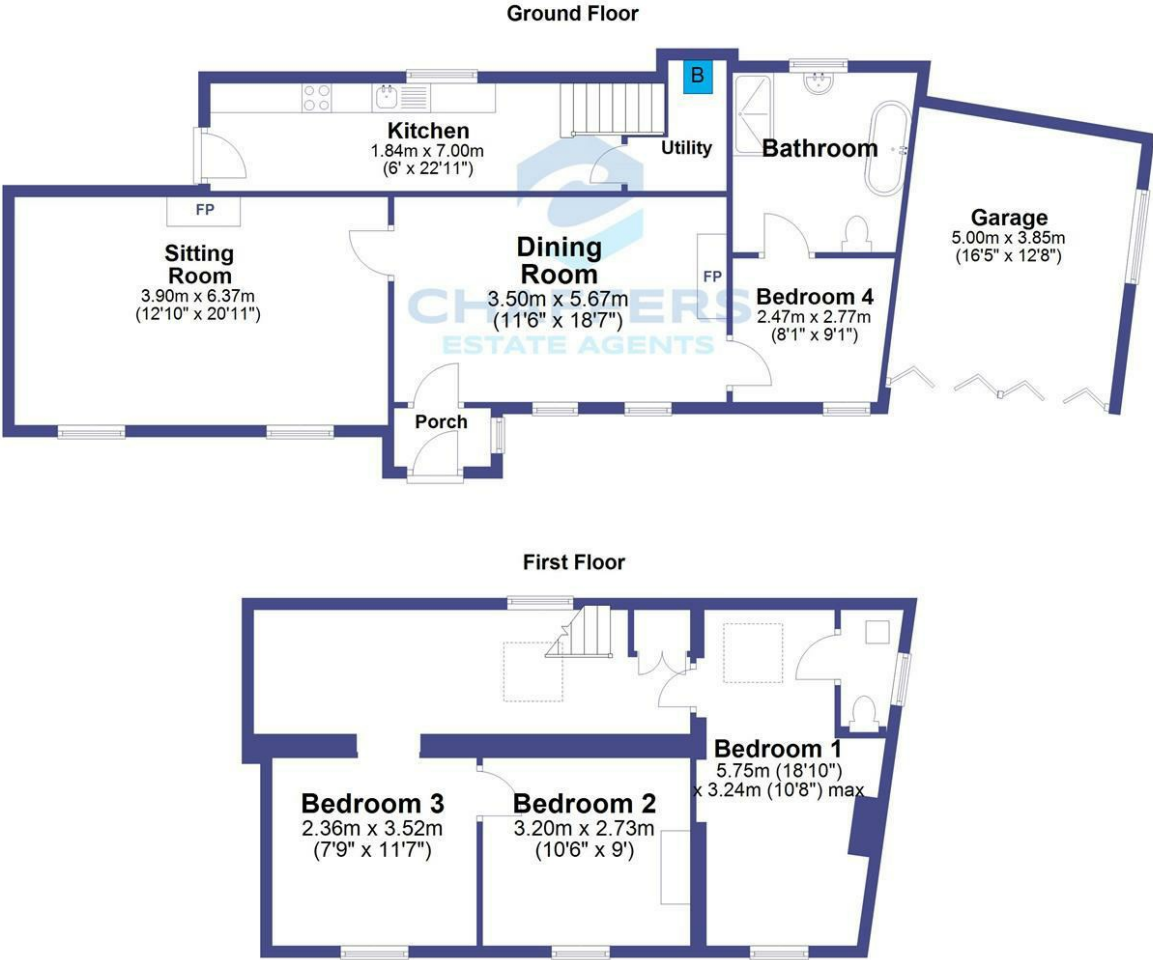 Ground Floor
B
Kitchen
1.84m x 7.00m
(6' x 22'11")
Utility
Bathroom
FP
Sitting
Room
3.90m x 6.37m
(12'10" x 20'11")
Dining
Room
3.50m x 5.67m
(11'6" x 18'7")
FP
Garage
5.00m x 3.85m
(16'5" x 12'8")
Bedroom 4
2.47m x 2.77m
(8'1" x 9'1")
CHAFFERS
ESTATE AGENTS
Porch
First Floor
Bedroom 1
5.75m (18'10")
x 3.24m (10'8") max
Bedroom 3
2.36m x 3.52m
(7'9" x 11'7")
Bedroom 2
3.20m x 2.73m
(10'6" x 9')